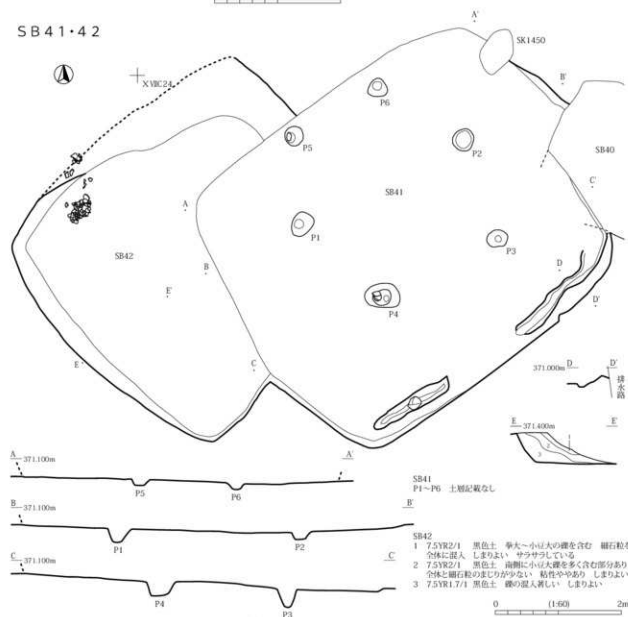 SB41・42
XⅦC24
A'
SK1450
B'
P6
P5
P2
SB40
C'
SB41
A
P1
SB42
P3
B
D
E'
P4
D'
E
C
371.000m D D'
排水路
E 371.400m E'
1
2
3
A 371.100m A'
P5
P6
B 371.100m B'
P1
P2
C 371.100m C'
P4
P3
SB41
P1～P6 土層記載なし
SB42
1 7.5YR2/1 黒色土 拳大～小豆大の礫を含む 細石粒を
全体に混入 しまりよい サラサラしている
2 7.5YR2/1 黒色土 南側に小豆大礫を多く含む部分あり
全体と細石粒のまじりが少ない 粘性ややあり しまりよい
3 7.5YR1.7/1 黒色土 礫の混入著しい しまりよい
0 (1:60) 2m